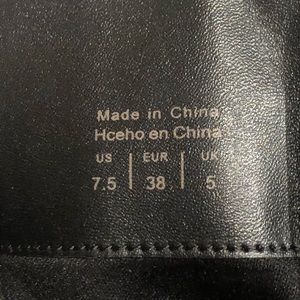 Made in China
Hceho en China
US | EUR | UK
7.5 | 38 | 5